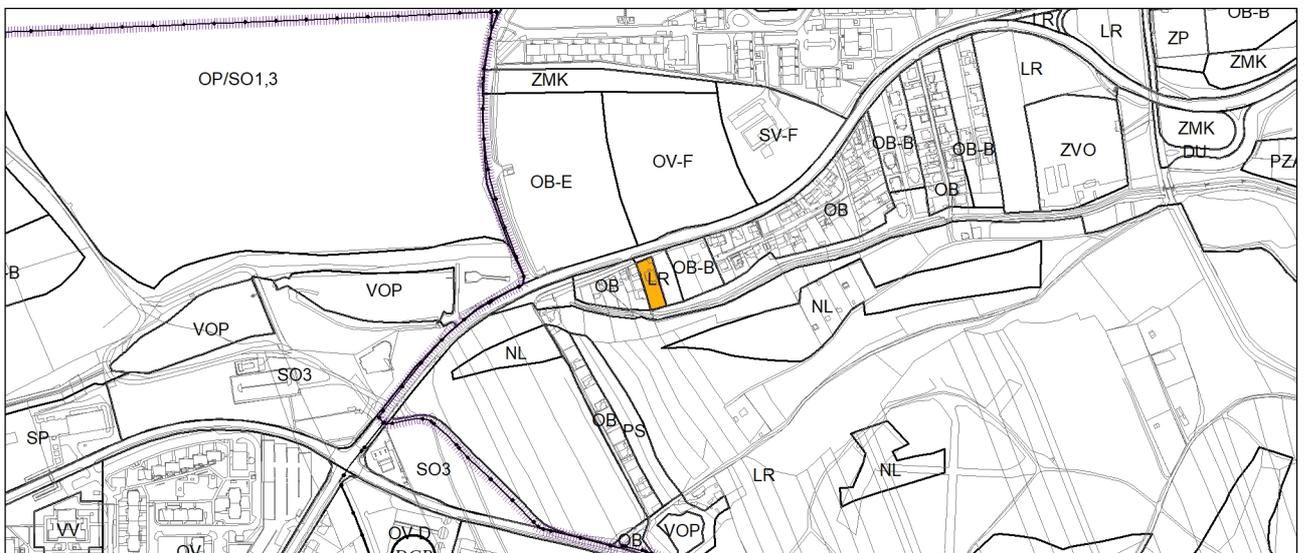 LR
LR
OB-B
ZP
ZMK
OP/SO1,3
ZMK
LR
SV-F
ZMK
OB-B
OB-B
ZVO
DU
OV-F
OB-E
OB
OB
-B
OB-B
LR
OB
VOP
NL
VOP
NL
SO3
OB
PS
SP
SO3
NL
LR
VV
OV-D
VOP
OB
OV